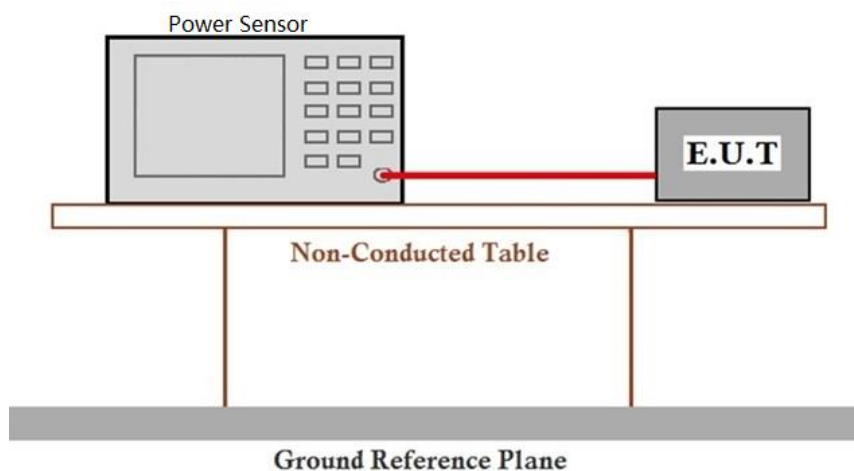 Power Sensor
E.U.T
Non-Conducted Table
Ground Reference Plane